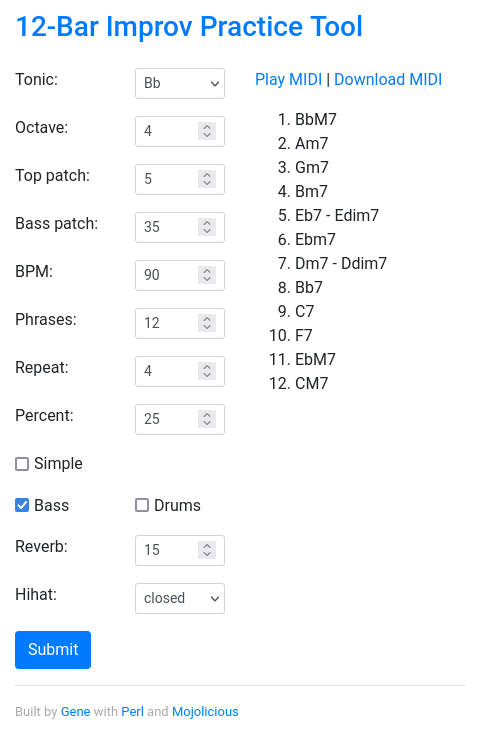 12-Bar Improv Practice Tool
Tonic: Bb
Octave: 4
Top patch: 5
Bass patch: 35
BPM: 90
Phrases: 12
Repeat: 4
Percent: 25
Simple
Bass Drums
Reverb: 15
Hihat: closed
Submit
Play MIDI | Download MIDI
1. BbM7
2. Am7
3. Gm7
4. Bm7
5. Eb7 - Edim7
6. Ebm7
7. Dm7 - Ddim7
8. Bb7
9. C7
10. F7
11. EbM7
12. CM7
Built by Gene with Perl and Mojolicious